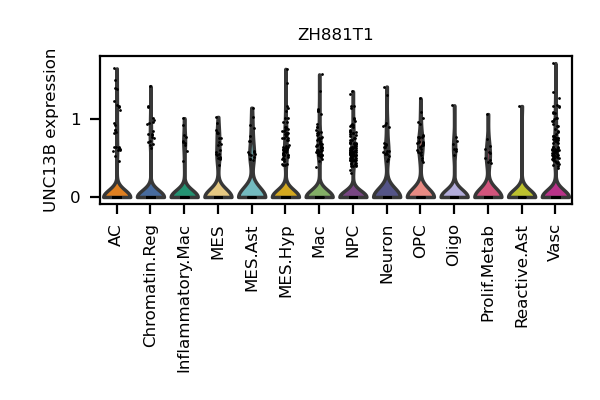 ZH881T1
UNC13B expression
1
0
AC
Chromatin.Reg
Inflammatory.Mac
MES
MES.Ast
MES.Hyp
Mac
NPC
Neuron
OPC
Oligo
Prolif.Metab
Reactive.Ast
Vasc